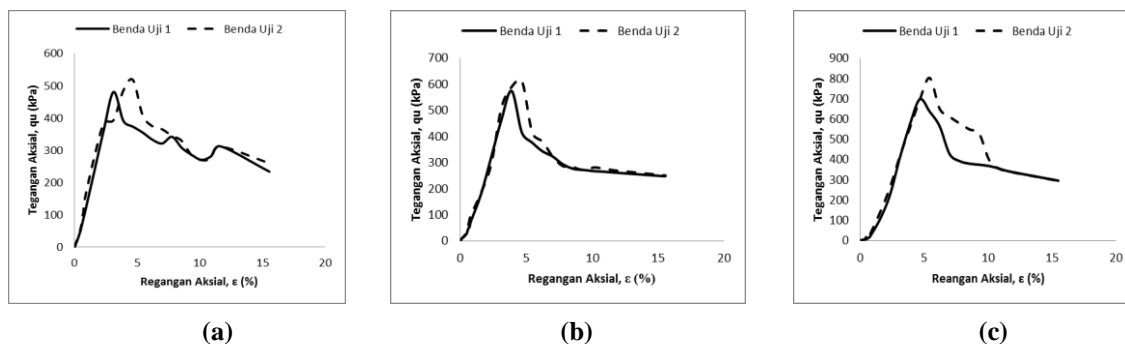 Benda Uji 1 Benda Uji 2
600
500
400
300
200
100
0
Tegangan Aksial, qu (kPa)
0 5 10 15 20
Regangan Aksial, ε (%)
(a)
Benda Uji 1 Benda Uji 2
700
600
500
400
300
200
100
0
Tegangan Aksial, qu (kPa)
0 5 10 15 20
Regangan Aksial, ε (%)
(b)
Benda Uji 1 Benda Uji 2
900
800
700
600
500
400
300
200
100
0
Tegangan Aksial, qu (kPa)
0 5 10 15 20
Reangan Aksial, ε (%)
(c)